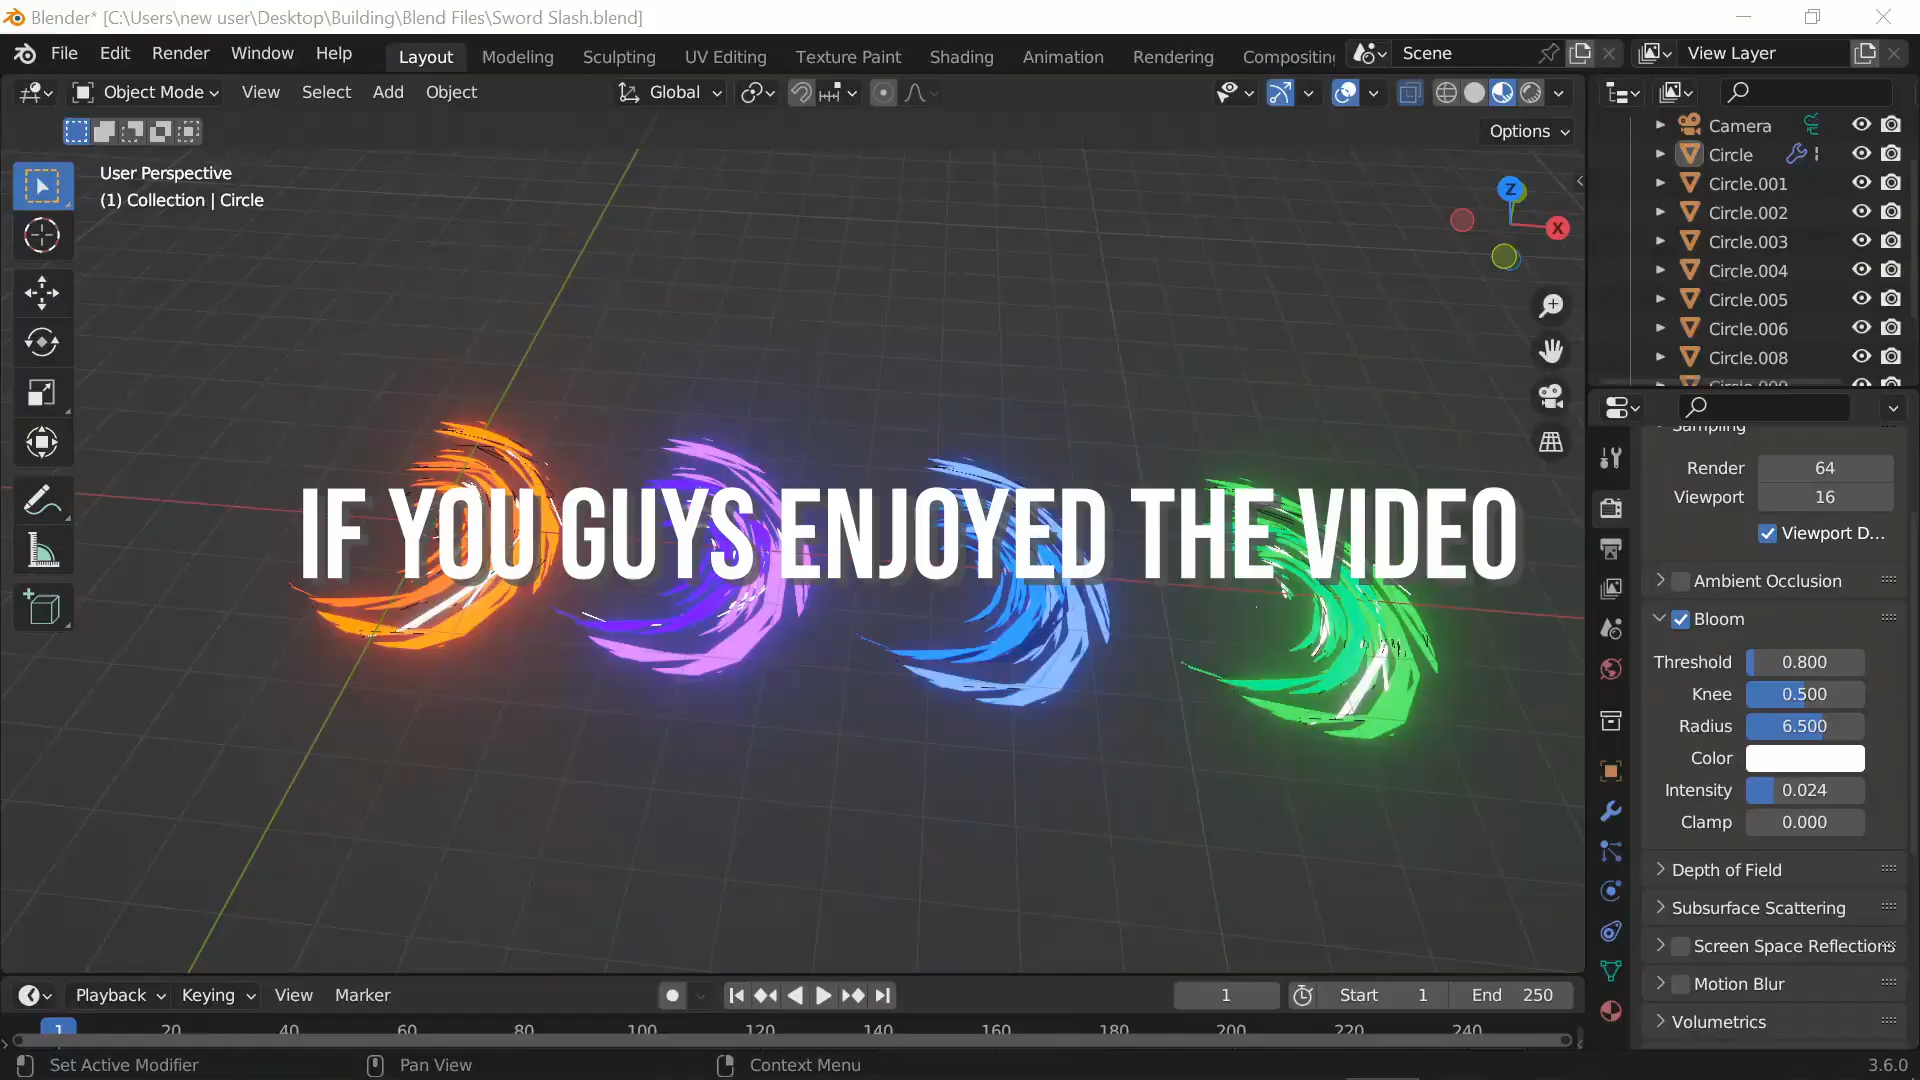 Blender* [C:\Users\new user\Desktop\Building\Blend Files\Sword Slash.blend]
File Edit Render Window Help
Layout Modeling Sculpting UV Editing Texture Paint Shading Animation Rendering Compositing
Scene
View Layer
Object Mode View Select Add Object
Global
Options
User Perspective
(1) Collection | Circle
Z
X
IF YOU GUYS ENJOYED THE VIDEO
Camera
Circle
Circle.001
Circle.002
Circle.003
Circle.004
Circle.005
Circle.006
Circle.008
Circle.009
Sampling
Render 64
Viewport 16
Viewport D...
Ambient Occlusion
Bloom
Threshold 0.800
Knee 0.500
Radius 6.500
Color
Intensity 0.024
Clamp 0.000
Depth of Field
Subsurface Scattering
Screen Space Reflections
Motion Blur
Volumetrics
Playback Keying View Marker
1 Start 1 End 250
1 20 40 60 80 100 120 140 160 180 200 220 240
Set Active Modifier Pan View Context Menu 3.6.0